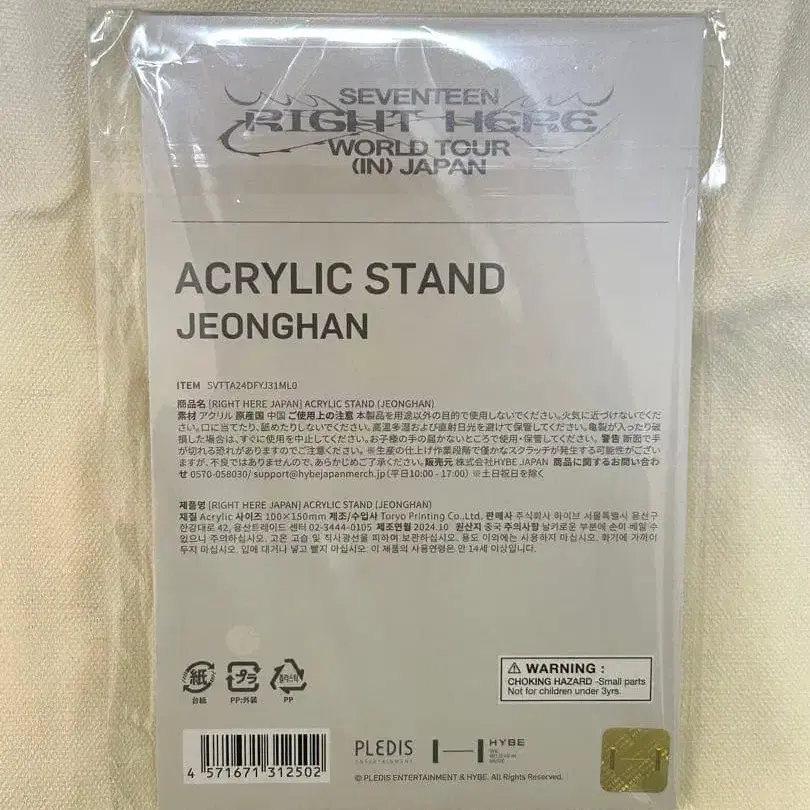 SEVENTEEN
RIGHT HERE
WORLD TOUR
(IN) JAPAN
ACRYLIC STAND
JEONGHAN
ITEM SVTTA24DFYJ31ML0
商品名 [RIGHT HERE JAPAN] ACRYLIC STAND (JEONGHAN)
素材 アクリル 原産国 中国 ご使用上の注意 本製品を用途以外の目的で使用しないでください。火気に近づけないでくだ
さい。口に当てたり、舐めたりしないでください。高温多湿および直射日光を避けて保管してください。亀裂が入ったり破
損した場合は、すぐに使用を中止してください。お子様の手の届かないところで使用・保管してください。警告 断面で手
が切れる恐れがありますのでご注意ください。※生産の仕上げ作業段階で僅かなスクラッチが発生する可能性がござい
ますが、不良ではありませんので、あらかじめご了承ください。販売元 株式会社HYBE JAPAN 商品に関するお問い合わ
せ 0570-058030/ support@hybejapanmerch.jp (平日10:00 - 17:00) ※土日祝日を除く
제품명 [RIGHT HERE JAPAN] ACRYLIC STAND (JEONGHAN)
재질 Acrylic 사이즈 100×150mm 제조/수입사 Toryo Printing Co.,Ltd. 판매사 주식회사 하이브 서울특별시 용산구
한강대로 42, 용산트레이드 센터 02-3444-0105 제조연월 2024.10 원산지 중국 주의사항 날카로운 부분에 손이 베일 수
있으니 주의하십시오. 고온 고습 및 직사광선을 피하여 보관하십시오. 용도 이외에는 사용하지 마십시오. 화기에 가까이
두지 마십시오. 입에 대거나 넣고 빨지 마십시오. 이 제품의 사용연령은 만 14세 이상입니다.
紙 プラ 플라스틱
台紙 PP:外装 PP
WARNING :
CHOKING HAZARD -Small parts
Not for children under 3yrs.
4 571671 312502
PLEDIS
ENTERTAINMENT
HYBE
WE
BELIEVE IN
MUSIC
© PLEDIS ENTERTAINMENT & HYBE. All Rights Reserved.